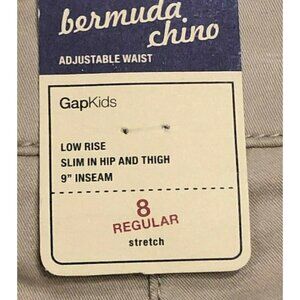 bermuda
chino
ADJUSTABLE WAIST
GapKids
LOW RISE
SLIM IN HIP AND THIGH
9" INSEAM
8
REGULAR
stretch